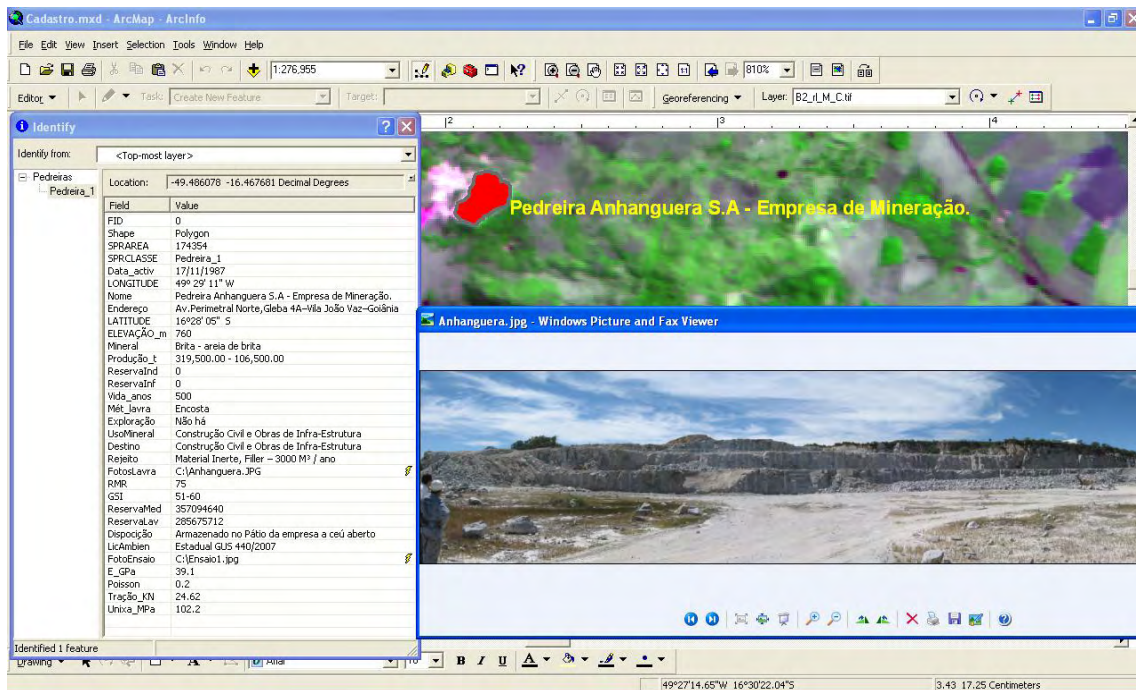 Cadastro.mxd - ArcMap - ArcInfo
File Edit View Insert Selection Tools Window Help
1:276,955 810%
Editor Task: Create New Feature Target: Georeferencing Layer: B2_rl_M_C.tif
Identify
Identify from: <Top-most layer>
Pedreiras
Pedreira_1
Location: -49.486078 -16.467681 Decimal Degrees
Field Value
FID 0
Shape Polygon
SPRAREA 174354
SPRCLASSE Pedreira_1
Data_activ 17/11/1987
LONGITUDE 49º 29' 11" W
Nome Pedreira Anhanguera S.A - Empresa de Mineração.
Endereço Av.Perimetral Norte,Gleba 4A–Vila João Vaz–Goiânia
LATITUDE 16º28' 05" S
ELEVAÇÃO_m 760
Mineral Brita - areia de brita
Produção_t 319,500.00 - 106,500.00
ReservaInd 0
ReservaInf 0
Vida_anos 500
Mét_lavra Encosta
Exploração Não há
UsoMineral Construção Civil e Obras de Infra-Estrutura
Destino Construção Civil e Obras de Infra-Estrutura
Rejeito Material Inerte, Filler – 3000 M³ / ano
FotosLavra C:\Anhanguera.JPG
RMR 75
GSI 51-60
ReservaMed 357094640
ReservaLav 285675712
Dispocição Armazenado no Pátio da empresa a ceú aberto
LicAmbien Estadual GUS 440/2007
FotoEnsaio C:\Ensaio1.jpg
E_GPa 39.1
Poisson 0.2
Tração_KN 24.62
Unixa_MPa 102.2
Identified 1 feature
2 3 4
Pedreira Anhanguera S.A - Empresa de Mineração.
Anhanguera.jpg - Windows Picture and Fax Viewer
Drawing A Arial 10 B I U A
49°27'14.65"W 16°30'22.04"S 3.43 17.25 Centimeters